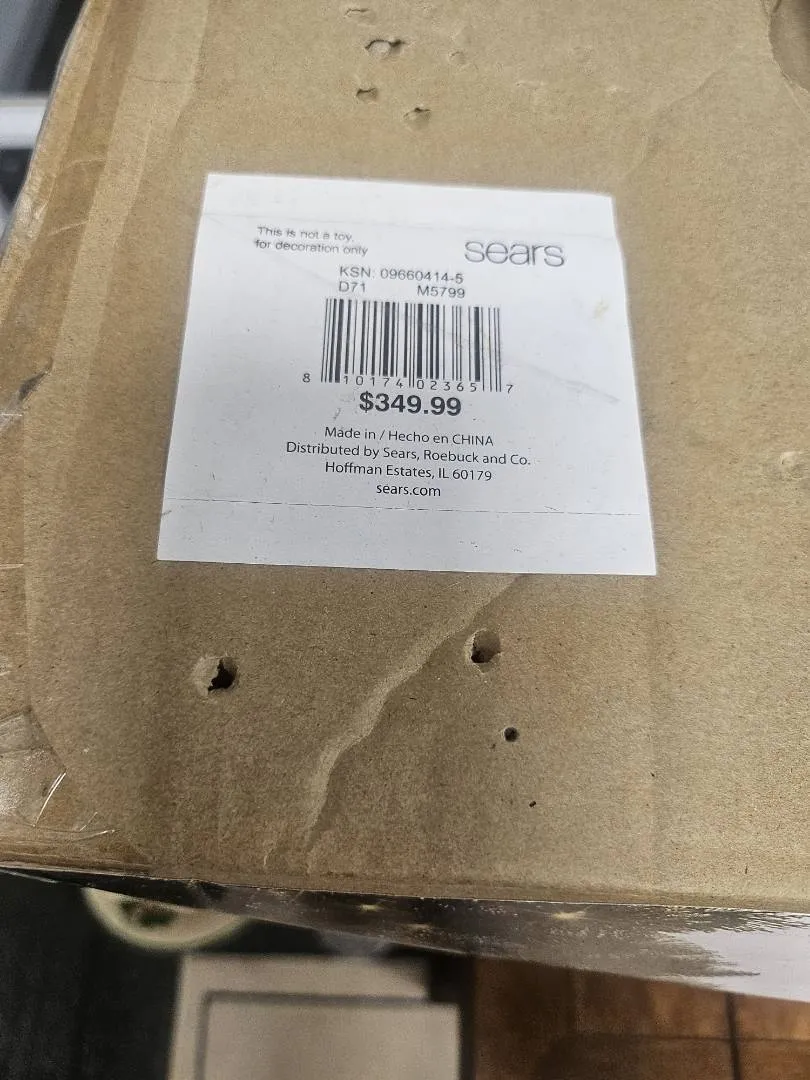 This is not a toy,
for decoration only
sears
KSN: 09660414-5
D71 M5799
8 10174 02365 7
$349.99
Made in / Hecho en CHINA
Distributed by Sears, Roebuck and Co.
Hoffman Estates, IL 60179
sears.com